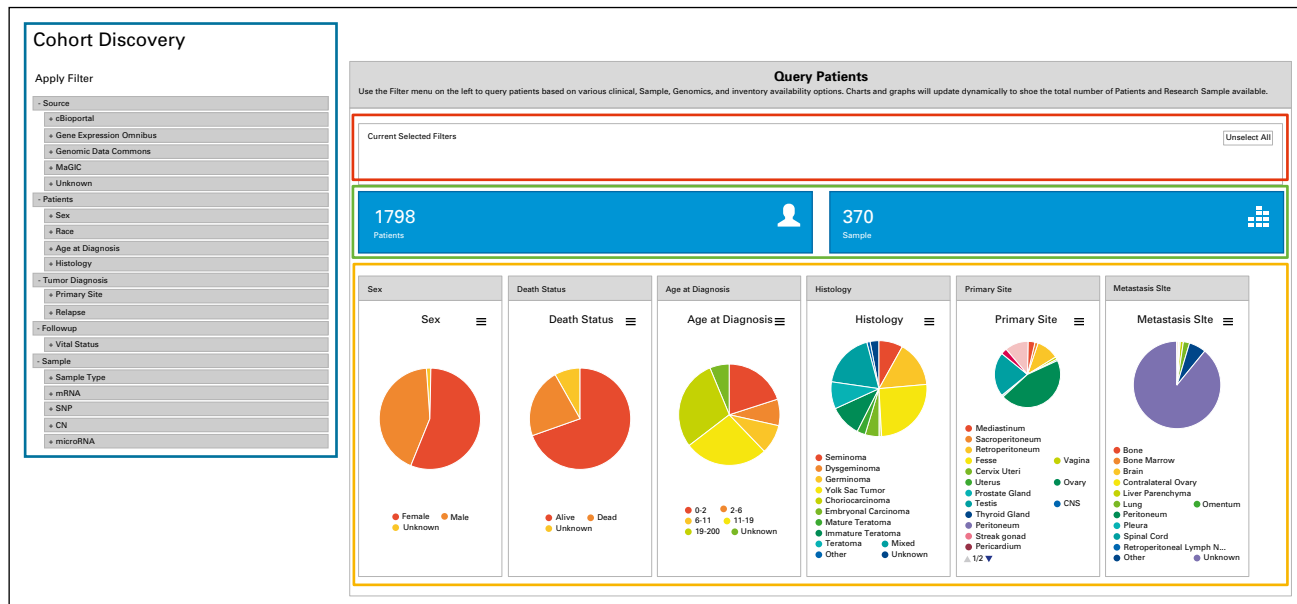 Cohort Discovery
Apply Filter
- Source
+ cBioportal
+ Gene Expression Omnibus
+ Genomic Data Commons
+ MaGIC
+ Unknown
- Patients
+ Sex
+ Race
+ Age at Diagnosis
+ Histology
- Tumor Diagnosis
+ Primary Site
+ Relapse
- Followup
+ Vital Status
- Sample
+ Sample Type
+ mRNA
+ SNP
+ CN
+ microRNA
Query Patients
Use the Filter menu on the left to query patients based on various clinical, Sample, Genomics, and inventory availability options. Charts and graphs will update dynamically to shoe the total number of Patients and Research Sample available.
Current Selected Filters
Unselect All
1798
Patients
370
Sample
Sex
Sex
Female Male
Unknown
Death Status
Death Status
Alive Dead
Unknown
Age at Diagnosis
Age at Diagnosis
0-2 2-6
6-11 11-19
19-200 Unknown
Histology
Histology
Seminoma
Dysgeminoma
Germinoma
Yolk Sac Tumor
Choriocarcinoma
Embryonal Carcinoma
Mature Teratoma
Immature Teratoma
Teratoma Mixed
Other Unknown
Primary Site
Primary Site
Mediastinum
Sacroperitoneum
Retroperitoneum
Fesse Vagina
Cervix Uteri
Uterus Ovary
Prostate Gland
Testis CNS
Thyroid Gland
Peritoneum
Streak gonad
Pericardium
1/2
Metastasis SIte
Metastasis SIte
Bone
Bone Marrow
Brain
Contralateral Ovary
Liver Parenchyma
Lung Omentum
Peritoneum
Pleura
Spinal Cord
Retroperitoneal Lymph N...
Other Unknown